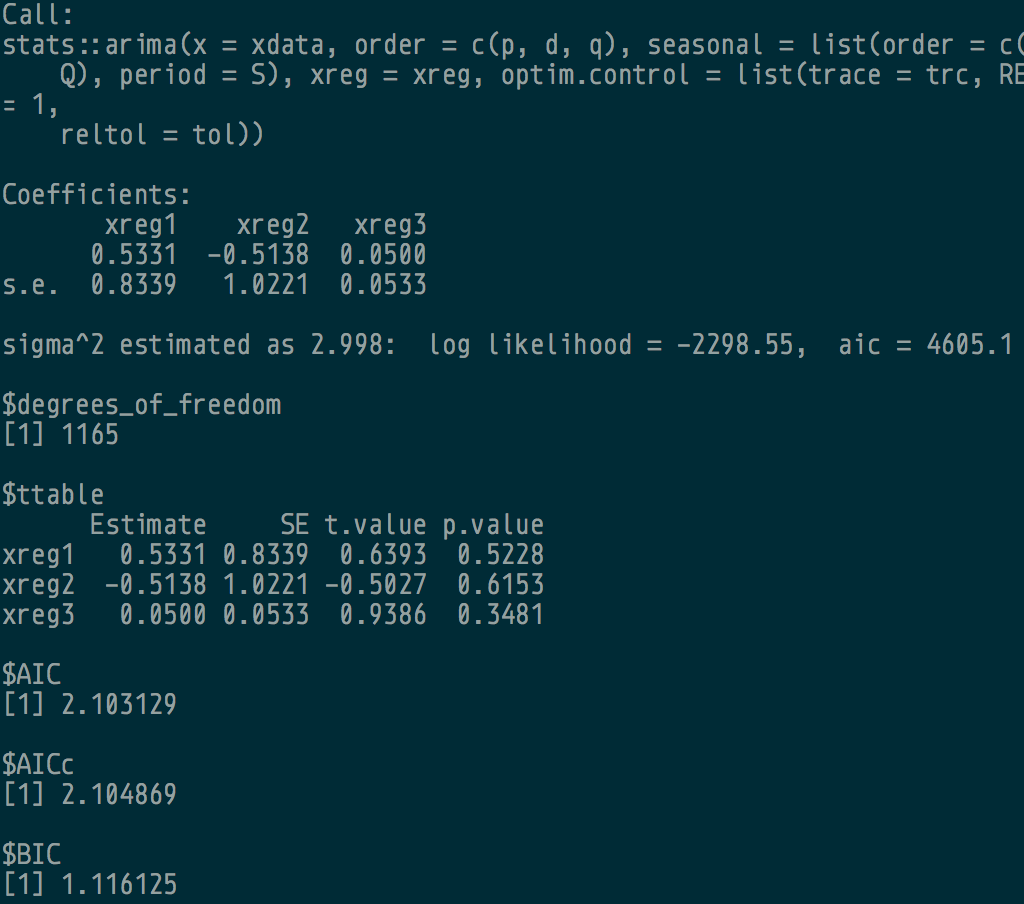 Call:
stats::arima(x = xdata, order = c(p, d, q), seasonal = list(order = c(
    Q), period = S), xreg = xreg, optim.control = list(trace = trc, RE
= 1,
    reltol = tol))

Coefficients:
       xreg1    xreg2   xreg3
      0.5331  -0.5138  0.0500
s.e.  0.8339   1.0221  0.0533

sigma^2 estimated as 2.998:  log likelihood = -2298.55,  aic = 4605.1

$degrees_of_freedom
[1] 1165

$ttable
      Estimate     SE t.value p.value
xreg1   0.5331 0.8339  0.6393  0.5228
xreg2  -0.5138 1.0221 -0.5027  0.6153
xreg3   0.0500 0.0533  0.9386  0.3481

$AIC
[1] 2.103129

$AICc
[1] 2.104869

$BIC
[1] 1.116125